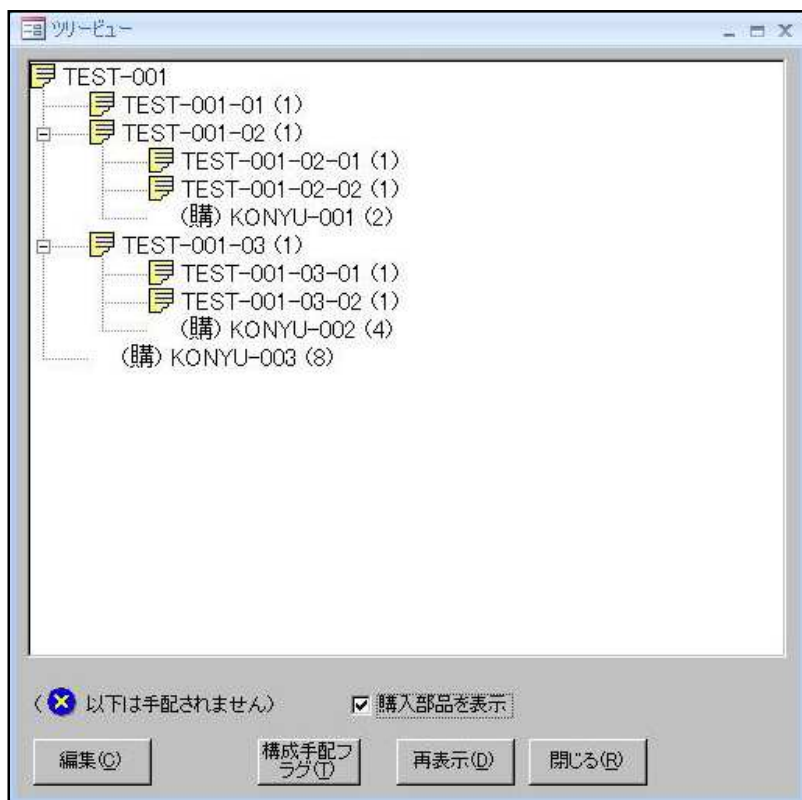 ツリービュー
TEST-001
TEST-001-01 (1)
TEST-001-02 (1)
TEST-001-02-01 (1)
TEST-001-02-02 (1)
(購) KONYU-001 (2)
TEST-001-03 (1)
TEST-001-03-01 (1)
TEST-001-03-02 (1)
(購) KONYU-002 (4)
(購) KONYU-003 (8)
( 以下は手配されません) 購入部品を表示
編集(C) 構成手配フ
ラグ(T) 再表示(D) 閉じる(R)